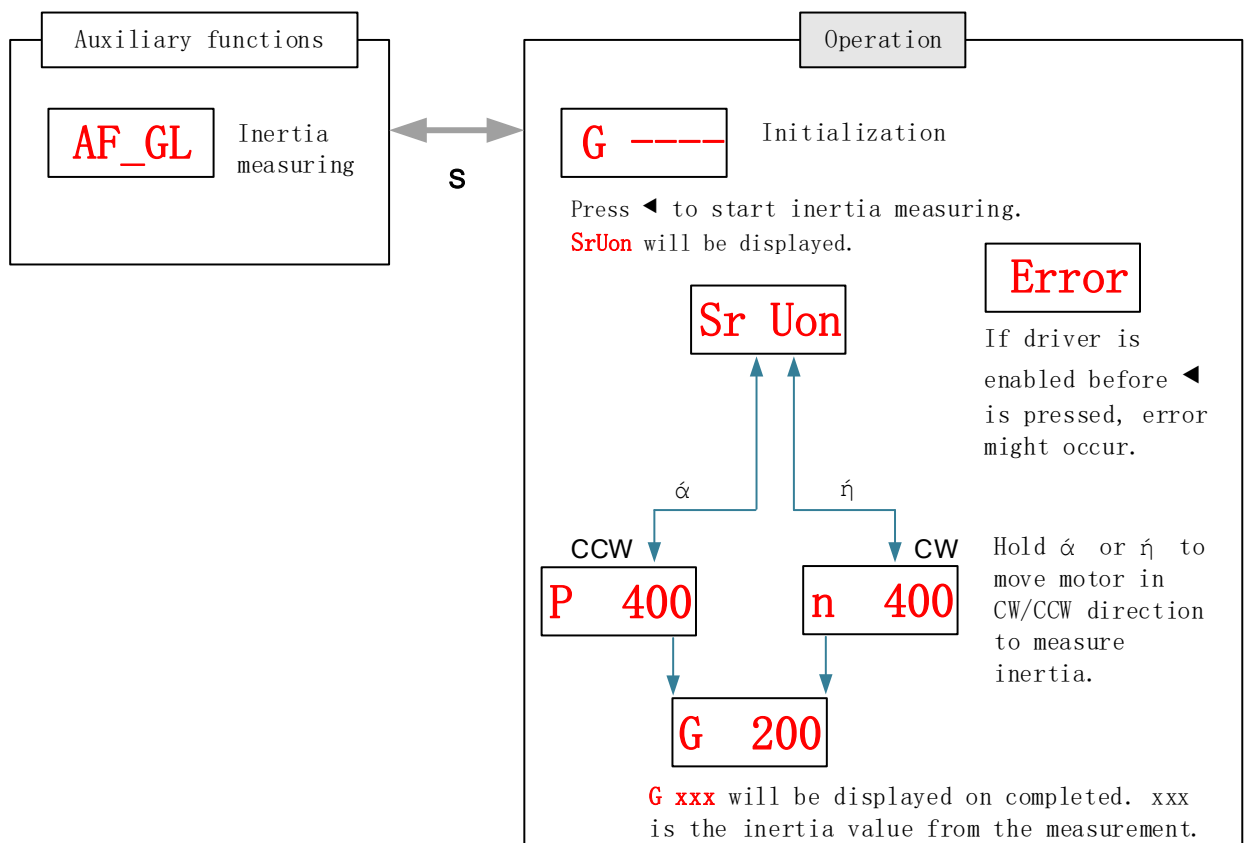 Auxiliary functions
AF_GL
Inertia
measuring
S
Operation
G ----
Initialization
Press ◄ to start inertia measuring.
SrUon will be displayed.
Error
If driver is
enabled before ◄
is pressed, error
might occur.
Sr Uon
ά
ή
CCW
CW
P 400
n 400
Hold ά or ή to
move motor in
CW/CCW direction
to measure
inertia.
G 200
G xxx will be displayed on completed. xxx
is the inertia value from the measurement.